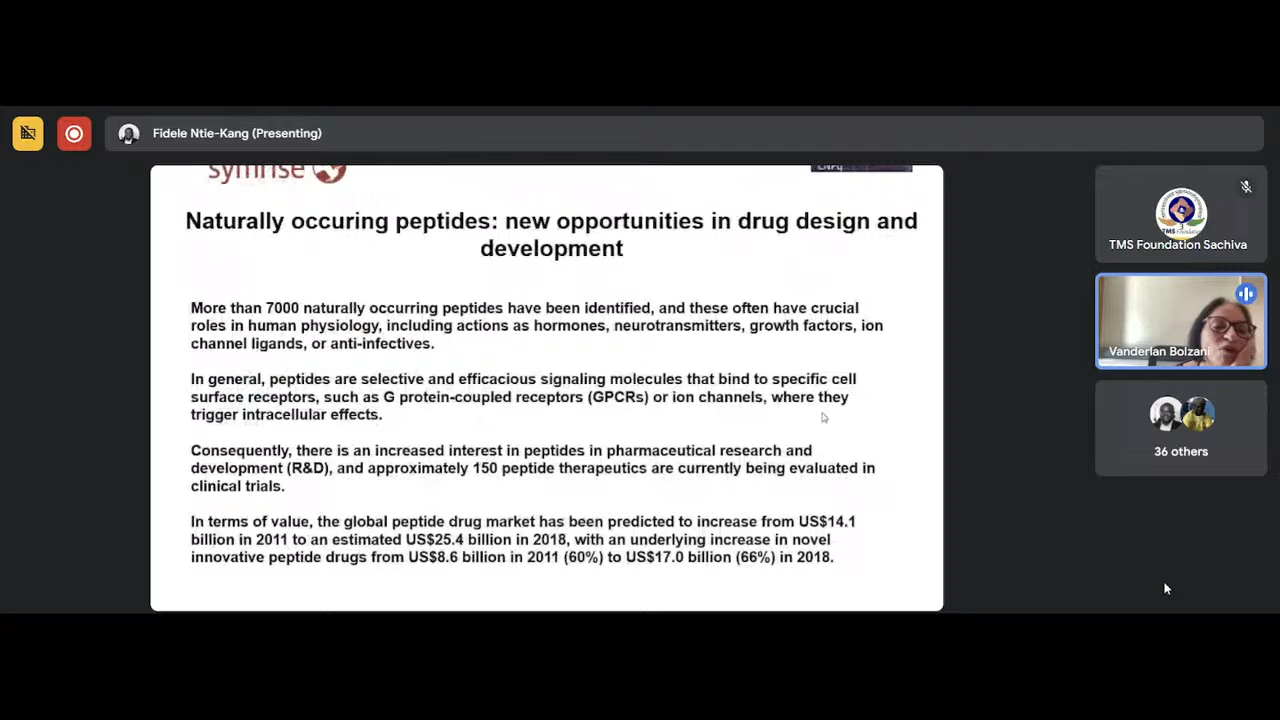 Fidele Ntie-Kang (Presenting)
symrise
Naturally occuring peptides: new opportunities in drug design and
development
More than 7000 naturally occurring peptides have been identified, and these often have crucial
roles in human physiology, including actions as hormones, neurotransmitters, growth factors, ion
channel ligands, or anti-infectives.
In general, peptides are selective and efficacious signaling molecules that bind to specific cell
surface receptors, such as G protein-coupled receptors (GPCRs) or ion channels, where they
trigger intracellular effects.
Consequently, there is an increased interest in peptides in pharmaceutical research and
development (R&D), and approximately 150 peptide therapeutics are currently being evaluated in
clinical trials.
In terms of value, the global peptide drug market has been predicted to increase from US$14.1
billion in 2011 to an estimated US$25.4 billion in 2018, with an underlying increase in novel
innovative peptide drugs from US$8.6 billion in 2011 (60%) to US$17.0 billion (66%) in 2018.
TMS Foundation Sachiva
Vanderlan Bolzani
36 others